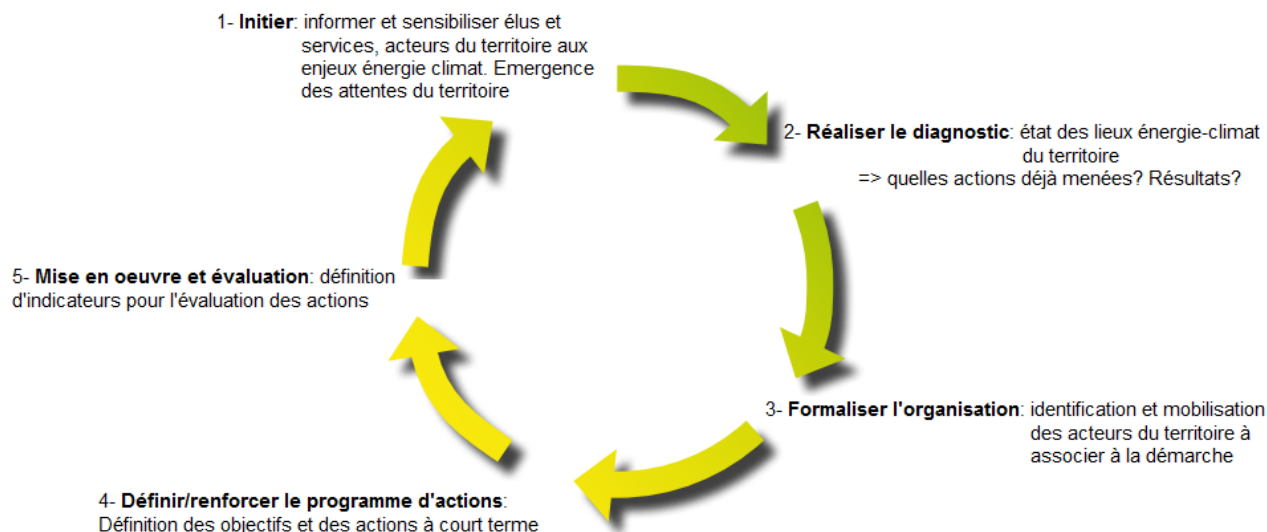 1- Initier: informer et sensibiliser élus et
services, acteurs du territoire aux
enjeux énergie climat. Emergence
des attentes du territoire
2- Réaliser le diagnostic: état des lieux énergie-climat
du territoire
=> quelles actions déjà menées? Résultats?
3- Formaliser l'organisation: identification et mobilisation
des acteurs du territoire à
associer à la démarche
4- Définir/renforcer le programme d'actions:
Définition des objectifs et des actions à court terme
5- Mise en oeuvre et évaluation: définition
d'indicateurs pour l'évaluation des actions